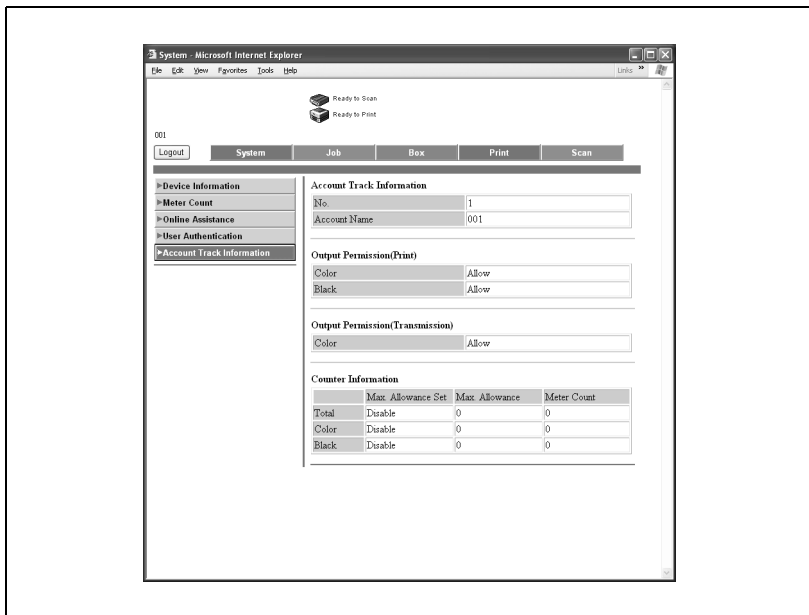 System - Microsoft Internet Explorer
File Edit View Favorites Tools Help
Links »
Ready to Scan
Ready to Print
001
Logout System Job Box Print Scan
Device Information
Meter Count
Online Assistance
User Authentication
Account Track Information
Account Track Information
No. 1
Account Name 001
Output Permission(Print)
Color Allow
Black Allow
Output Permission(Transmission)
Color Allow
Counter Information
Max. Allowance Set Max. Allowance Meter Count
Total Disable 0 0
Color Disable 0 0
Black Disable 0 0